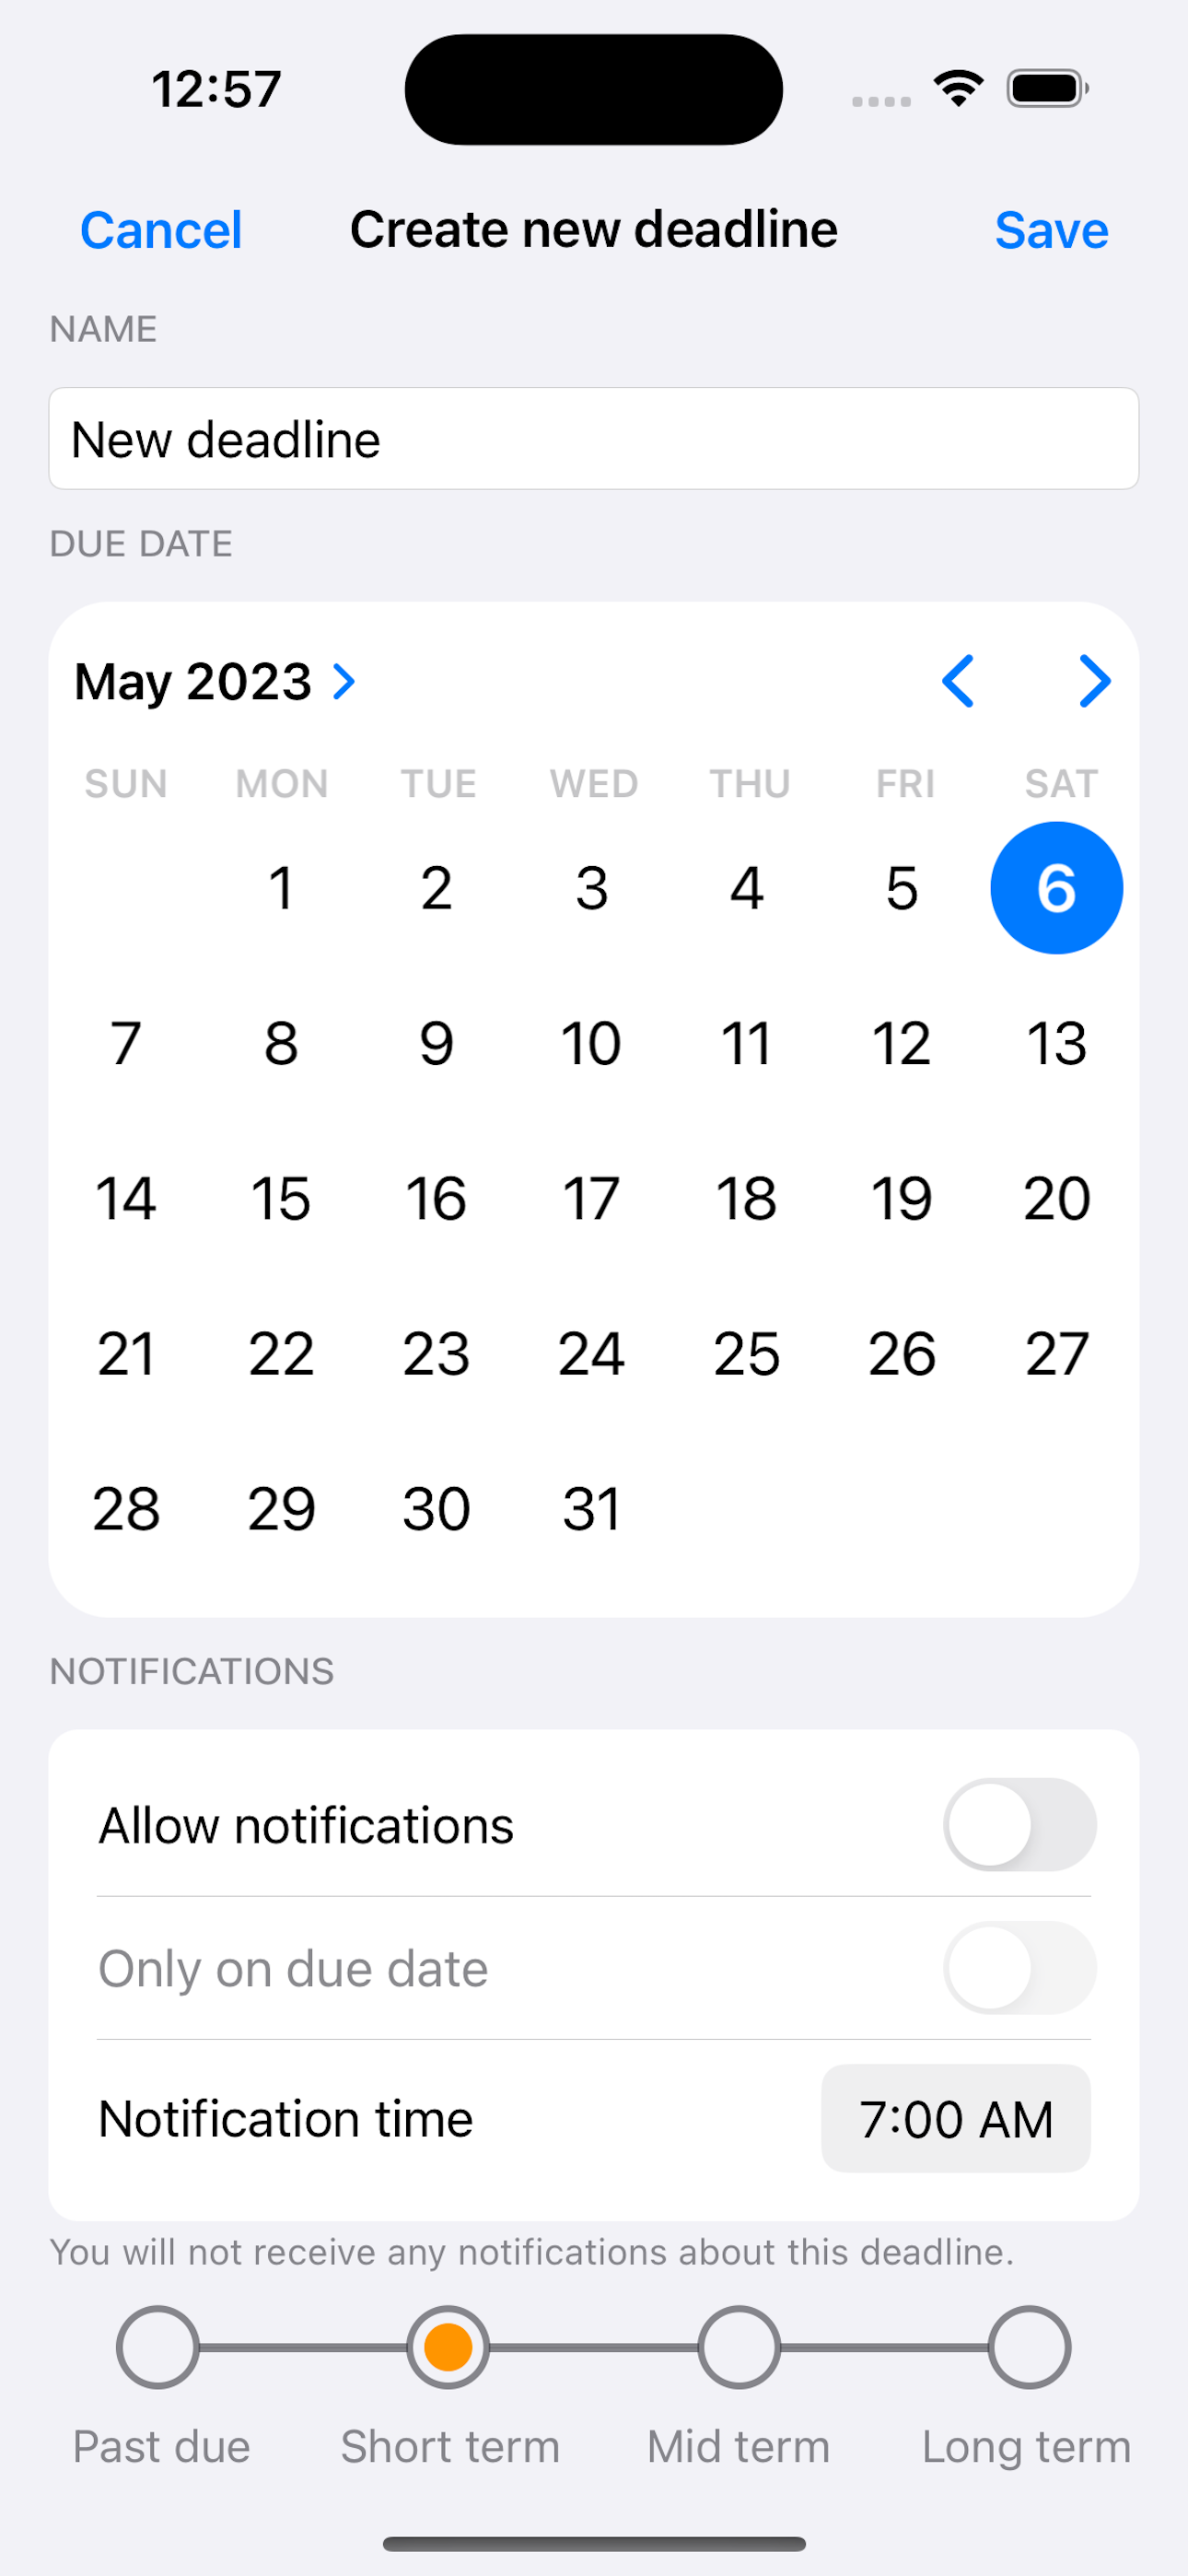 12:57
Cancel Create new deadline Save
NAME
New deadline
DUE DATE
May 2023
SUN MON TUE WED THU FRI SAT
1 2 3 4 5 6
7 8 9 10 11 12 13
14 15 16 17 18 19 20
21 22 23 24 25 26 27
28 29 30 31
NOTIFICATIONS
Allow notifications
Only on due date
Notification time 7:00 AM
You will not receive any notifications about this deadline.
Past due Short term Mid term Long term